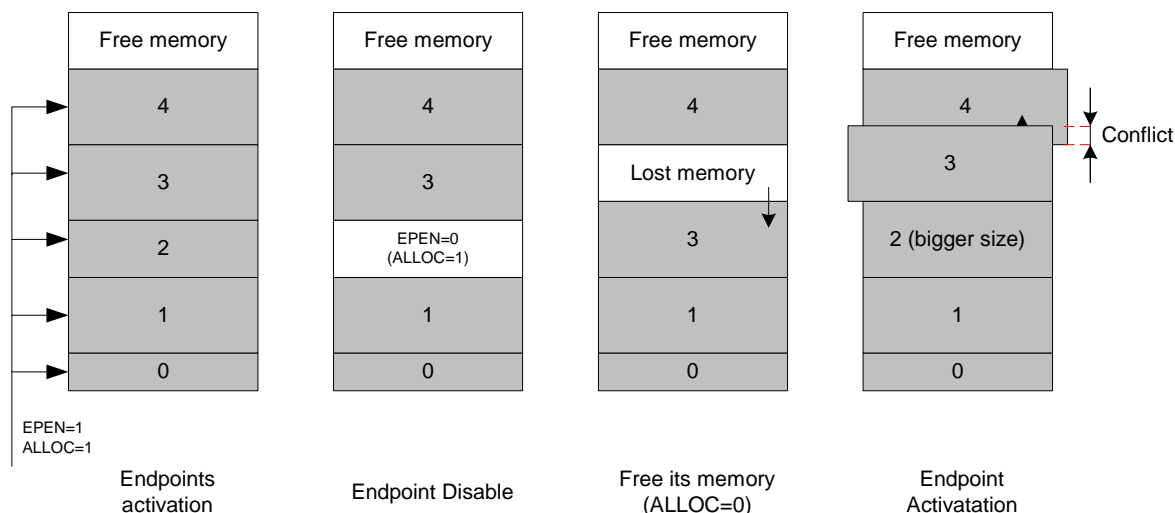 Free memory
4
3
2
1
0
EPEN=1
ALLOC=1
Endpoints
activation
Free memory
4
3
EPEN=0
(ALLOC=1)
1
0
Endpoint Disable
Free memory
4
Lost memory
3
1
0
Free its memory
(ALLOC=0)
Free memory
4
Conflict
3
2 (bigger size)
1
0
Endpoint
Activatation